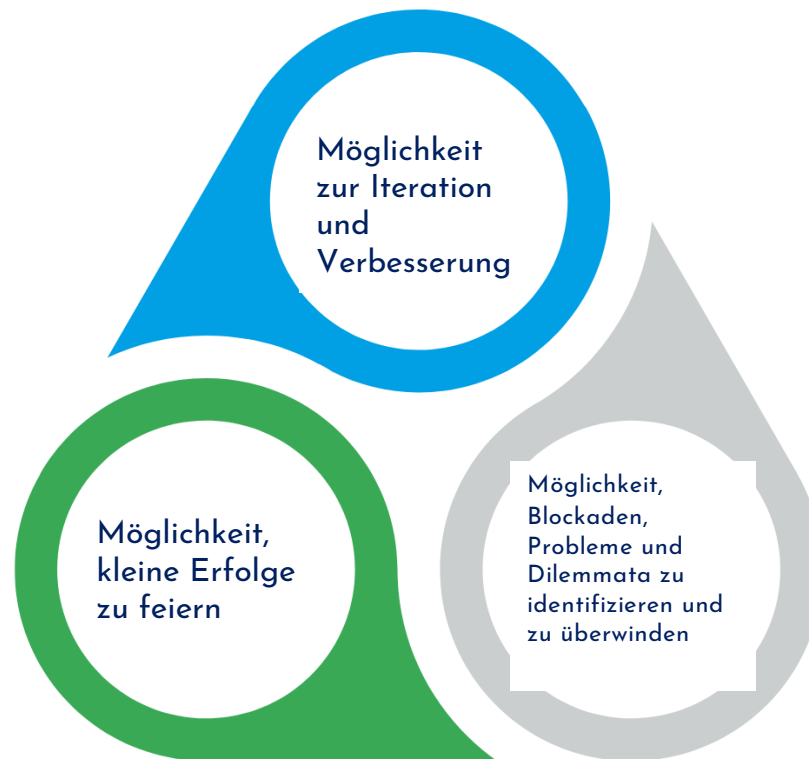 Möglichkeit
zur Iteration
und
Verbesserung
Möglichkeit,
kleine Erfolge
zu feiern
Möglichkeit,
Blockaden,
Probleme und
Dilemmata zu
identifizieren und
zu überwinden